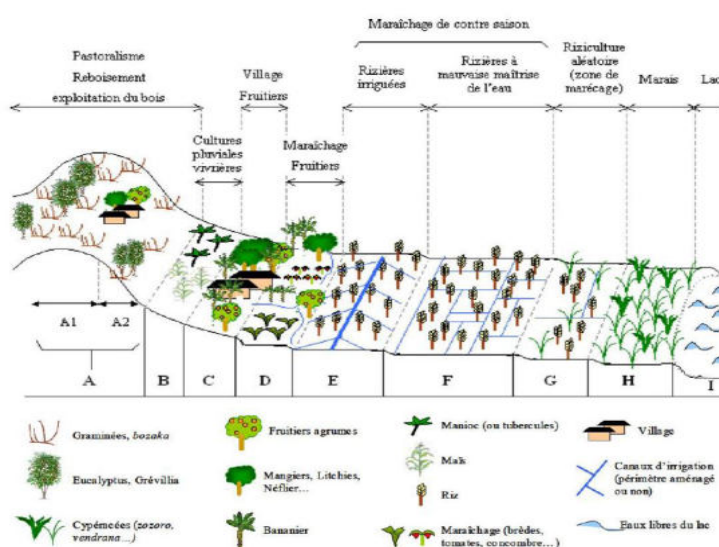 Maraîchage de contre saison
Pastoralisme
Reboisement
exploitation du bois
Village
Fruitiers
Rizières
irriguées
Rizières à
mauvaise maîtrise
de l'eau
Riziculture
aléatoire
(zone de
marécage)
Marais
Lac
Cultures
pluviales
vivrières
Maraîchage
Fruitiers
A1 A2
A B C D E F G H I
Graminées, bozaka
Fruitiers agrumes
Manioc (ou tubercules)
Village
Eucalyptus, Grévillia
Mangiers, Litchies,
Néflier...
Maïs
Riz
Canaux d'irrigation
(périmètre aménagé
ou non)
Cypéracées (zozoro,
vendrana...)
Bananier
Maraîchage (brèdes,
tomates, concombre...)
Eaux libres du lac